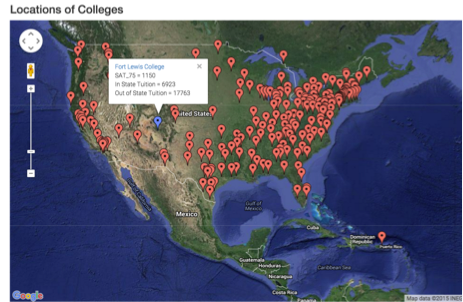 Locations of Colleges
Fort Lewis College
SAT_75 = 1150
In State Tuition = 6923
Out of State Tuition = 17763
United States
Gulf of
Mexico
Mexico
Cuba
Dominican
Republic
Puerto Rico
Guatemala
Honduras
Caribbean Sea
Nicaragua
Costa Rica
Google
Map data ©2015 INEGI